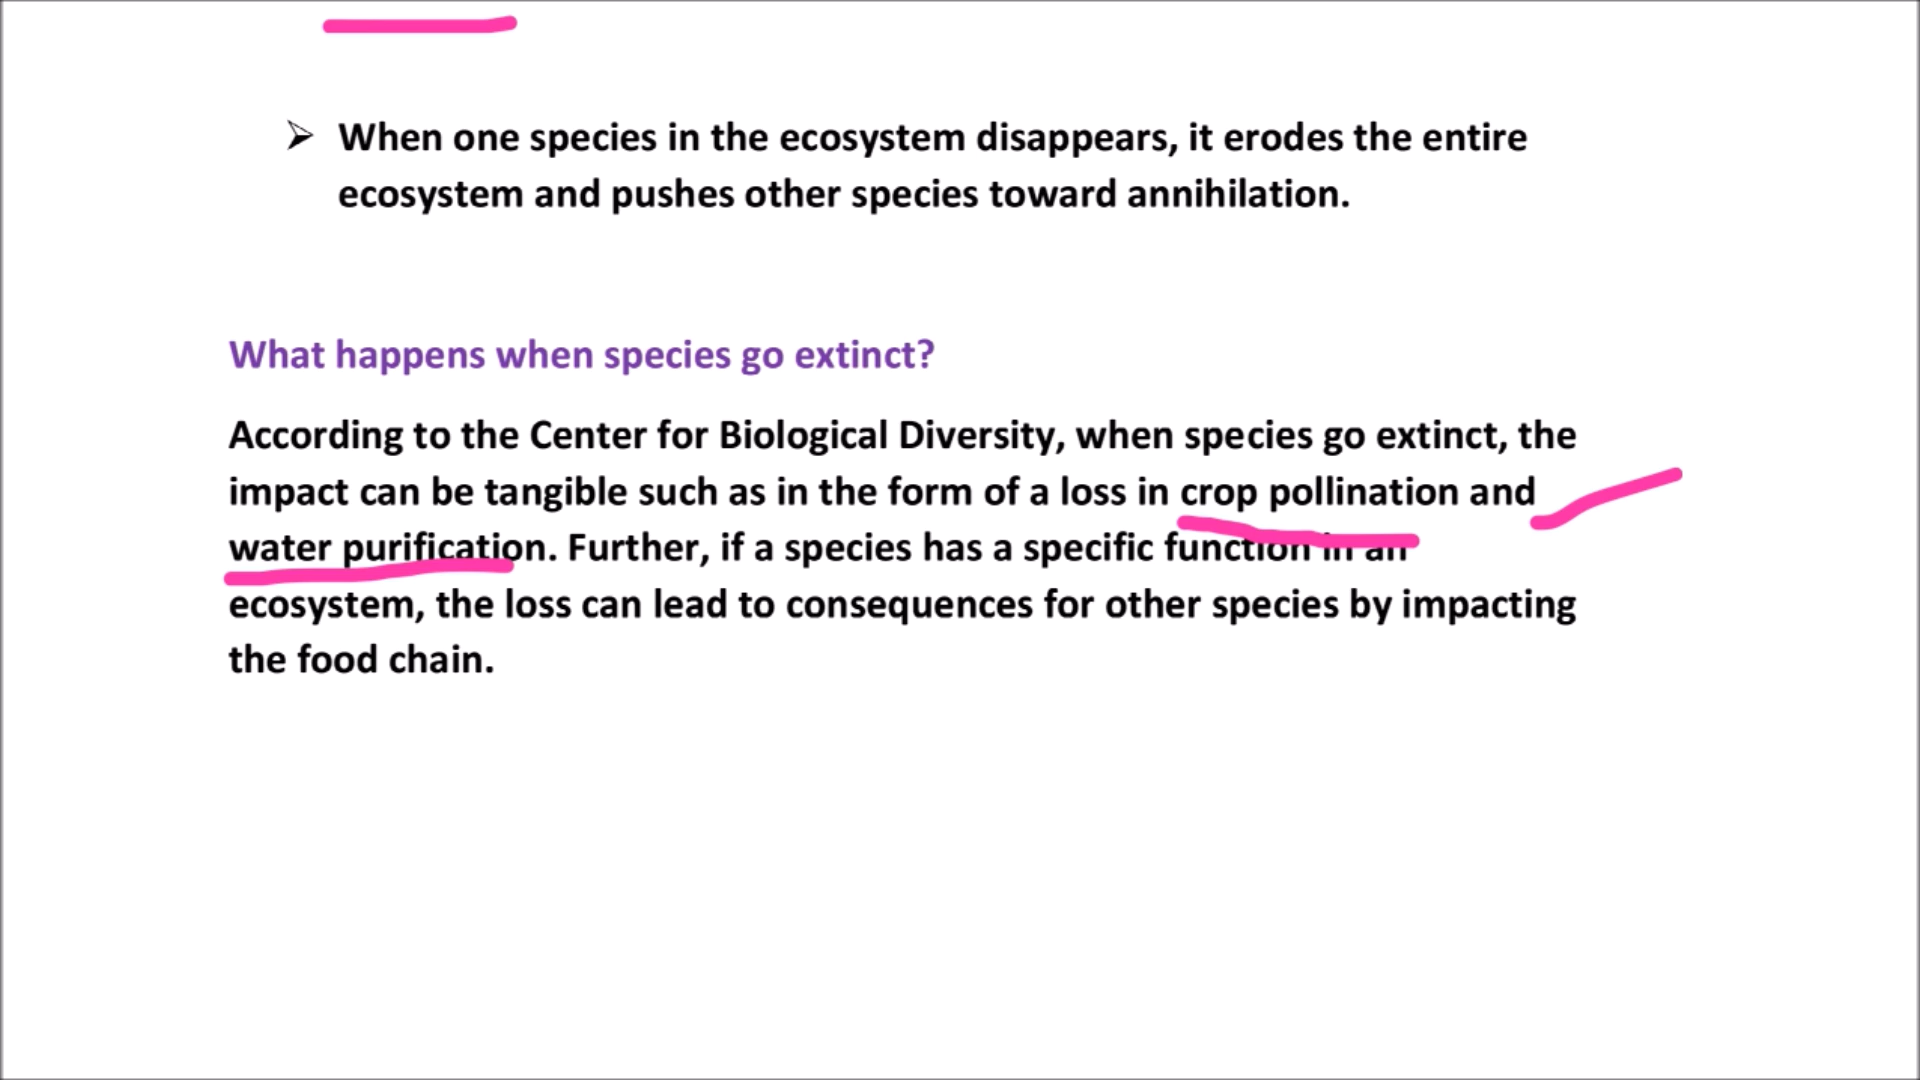 ➢ When one species in the ecosystem disappears, it erodes the entire
ecosystem and pushes other species toward annihilation.
What happens when species go extinct?
According to the Center for Biological Diversity, when species go extinct, the
impact can be tangible such as in the form of a loss in crop pollination and
water purification. Further, if a species has a specific function in an
ecosystem, the loss can lead to consequences for other species by impacting
the food chain.